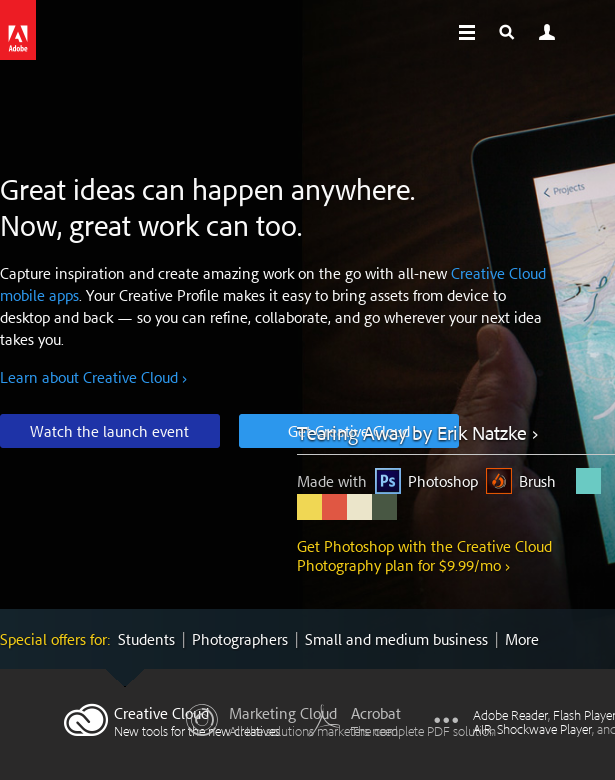 Adobe
Projects
Great ideas can happen anywhere.
Now, great work can too.
Capture inspiration and create amazing work on the go with all-new Creative Cloud
mobile apps. Your Creative Profile makes it easy to bring assets from device to
desktop and back — so you can refine, collaborate, and go wherever your next idea
takes you.
Learn about Creative Cloud ›
Watch the launch event
Get Creative Cloud
Tearing Away by Erik Natzke ›
Made with Ps Photoshop Brush
Get Photoshop with the Creative Cloud
Photography plan for $9.99/mo ›
Special offers for: Students | Photographers | Small and medium business | More
Creative Cloud
New tools for the new creatives
Marketing Cloud
All the solutions marketers need
Acrobat
The complete PDF solution
Adobe Reader, Flash Player
AIR, Shockwave Player, and